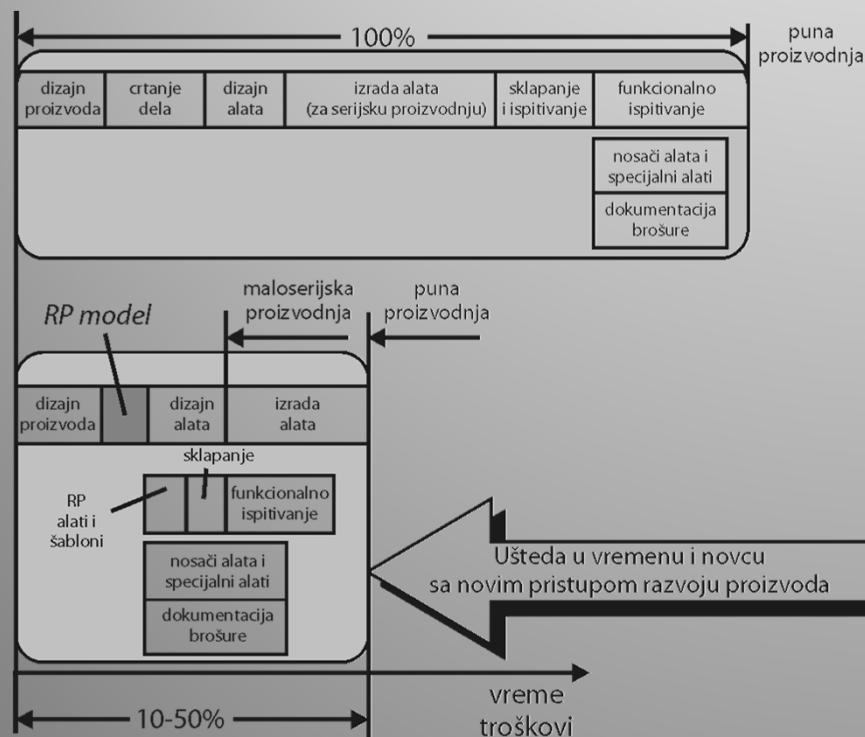 100%
puna
proizvodnja
dizajn
proizvoda
crtanje
dela
dizajn
alata
izrada alata
(za serijsku proizvodnju)
sklapanje
i ispitivanje
funkcionalno
ispitivanje
nosači alata i
specijalni alati
dokumentacija
brošure
RP model
maloserijska
proizvodnja
puna
proizvodnja
dizajn
proizvoda
dizajn
alata
izrada
alata
sklapanje
RP
alati i
šabloni
funkcionalno
ispitivanje
nosači alata i
specijalni alati
dokumentacija
brošure
Ušteda u vremenu i novcu
sa novim pristupom razvoju proizvoda
vreme
troškovi
10-50%